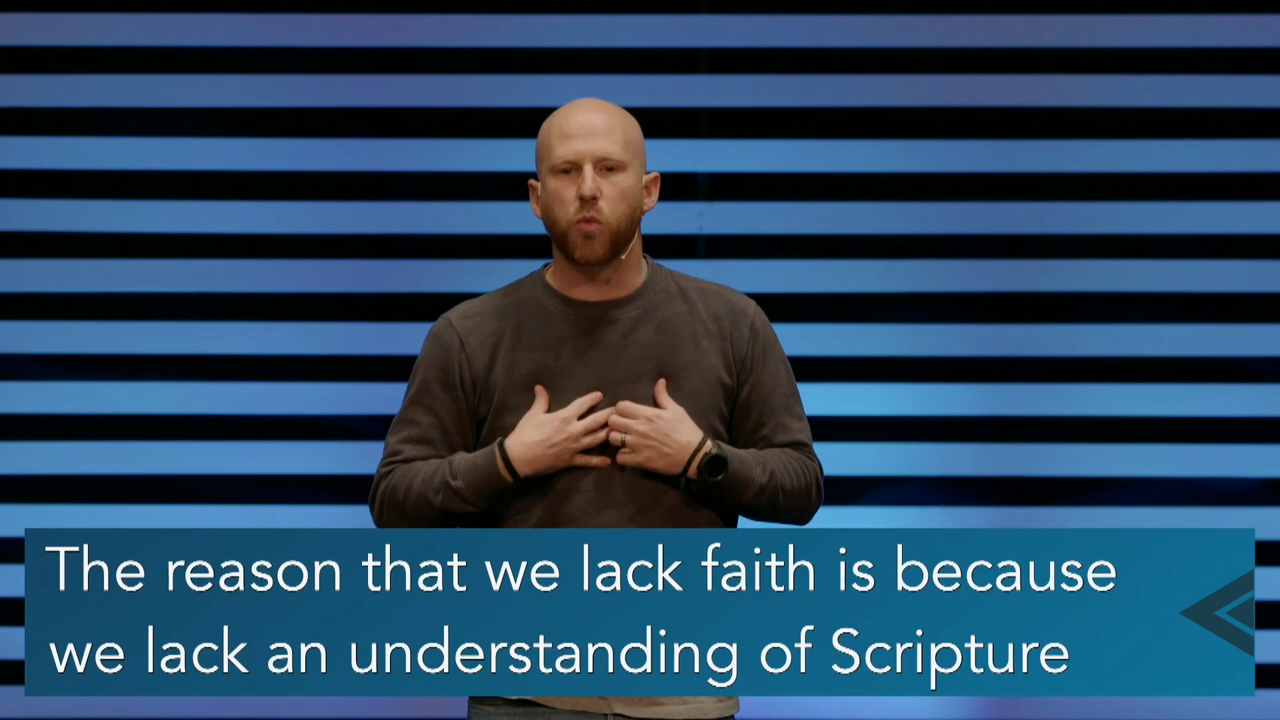 The reason that we lack faith is because
we lack an understanding of Scripture